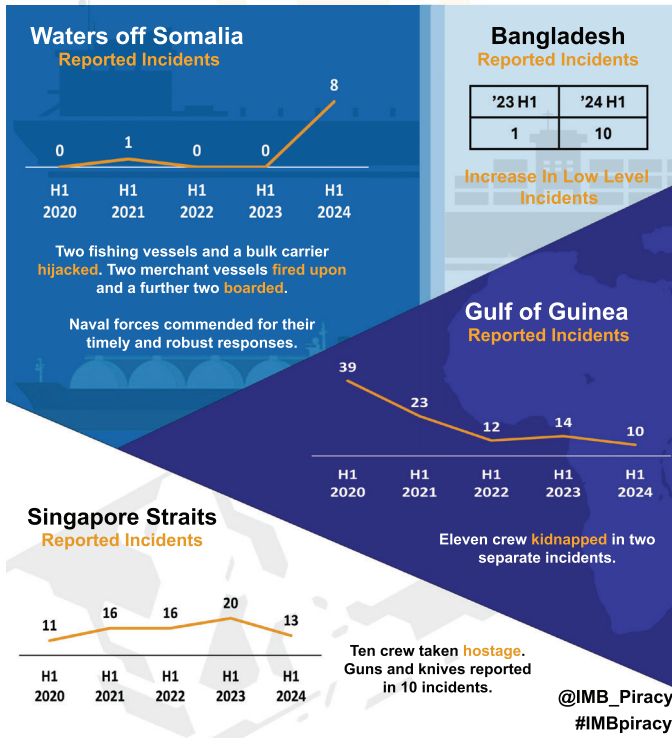 Waters off Somalia
Reported Incidents
0 1 0 0 8
H1 H1 H1 H1 H1
2020 2021 2022 2023 2024
Two fishing vessels and a bulk carrier
hijacked. Two merchant vessels fired upon
and a further two boarded.
Naval forces commended for their
timely and robust responses.
Bangladesh
Reported Incidents
’23 H1 ’24 H1
1 10
Increase In Low Level
Incidents
Gulf of Guinea
Reported Incidents
39 23 12 14 10
H1 H1 H1 H1 H1
2020 2021 2022 2023 2024
Eleven crew kidnapped in two
separate incidents.
Singapore Straits
Reported Incidents
11 16 16 20 13
H1 H1 H1 H1 H1
2020 2021 2022 2023 2024
Ten crew taken hostage.
Guns and knives reported
in 10 incidents.
@IMB_Piracy
#IMBpiracy